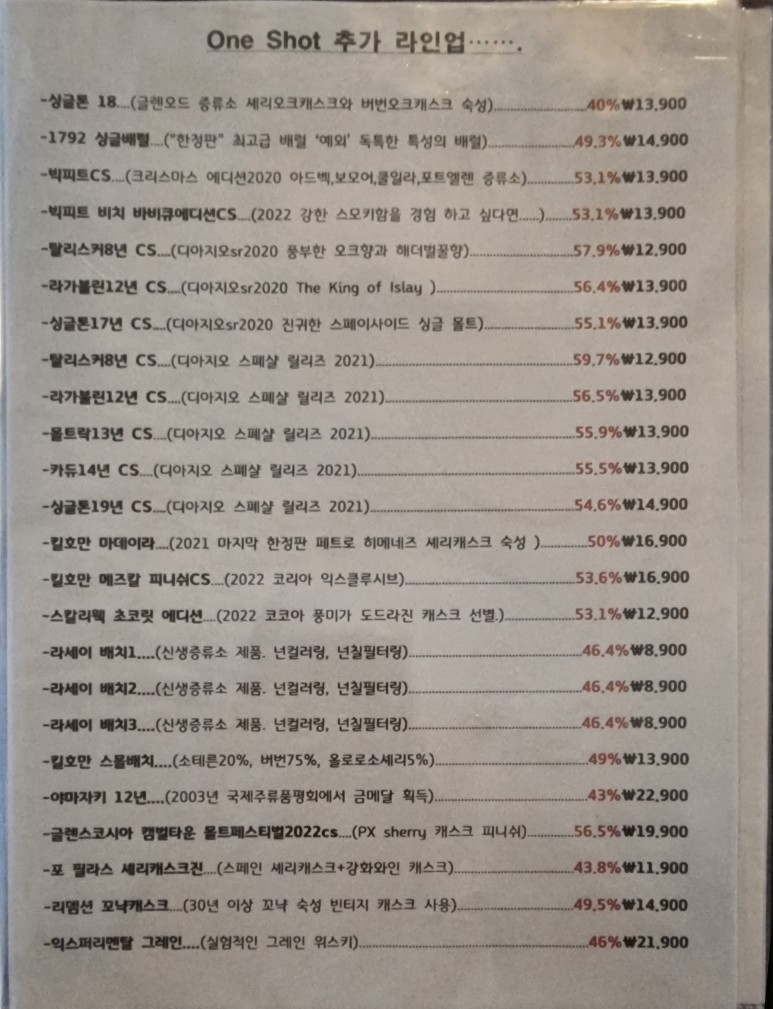 One Shot 추가 라인업…….
-싱글톤 18....(글렌오드 증류소 셰리오크캐스크와 버번오크캐스크 숙성)........40%₩13,900
-1792 싱글배럴....("한정판" 최고급 배럴 '예외' 독특한 특성의 배럴)........49.3%₩14,900
-빅피트CS....(크리스마스 에디션2020 아드벡,보모어,쿨일라,포트엘렌 증류소)........53.1%₩13,900
-빅피트 비치 바비큐에디션CS....(2022 강한 스모키함을 경험 하고 싶다면......)........53.1%₩13,900
-탈리스커8년 CS....(디아지오sr2020 풍부한 오크향과 해더벌꿀향)........57.9%₩12,900
-라가불린12년 CS....(디아지오sr2020 The King of Islay )........56.4%₩13,900
-싱글톤17년 CS....(디아지오sr2020 진귀한 스페이사이드 싱글 몰트)........55.1%₩13,900
-탈리스커8년 CS....(디아지오 스페샬 릴리즈 2021)........59.7%₩12,900
-라가불린12년 CS....(디아지오 스페샬 릴리즈 2021)........56.5%₩13,900
-몰트락13년 CS....(디아지오 스페샬 릴리즈 2021)........55.9%₩13,900
-카듀14년 CS....(디아지오 스페샬 릴리즈 2021)........55.5%₩13,900
-싱글톤19년 CS....(디아지오 스페샬 릴리즈 2021)........54.6%₩14,900
-킬호만 마데이라....(2021 마지막 한정판 페트로 히메네즈 셰리캐스크 숙성 )........50%₩16,900
-킬호만 메즈칼 피니쉬CS....(2022 코리아 익스클루시브)........53.6%₩16,900
-스칼리웩 초코릿 에디션....(2022 코코아 풍미가 도드라진 캐스크 선별.)........53.1%₩12,900
-라세이 배치1....(신생증류소 제품. 넌컬러링, 넌칠필터링)........46.4%₩8,900
-라세이 배치2....(신생증류소 제품. 넌컬러링, 넌칠필터링)........46.4%₩8,900
-라세이 배치3....(신생증류소 제품. 넌컬러링, 넌칠필터링)........46.4%₩8,900
-킬호만 스몰배치....(소테른20%, 버번75%, 올로로소셰리5%)........49%₩13,900
-야마자키 12년....(2003년 국제주류품평회에서 금메달 획득)........43%₩22,900
-글렌스코시아 캠벌타운 몰트페스티벌2022cs....(PX sherry 캐스크 피니쉬)........56.5%₩19,900
-포 필라스 셰리캐스크진....(스페인 셰리캐스크+강화와인 캐스크)........43.8%₩11,900
-리뎀션 꼬냑캐스크....(30년 이상 꼬냑 숙성 빈티지 캐스크 사용)........49.5%₩14,900
-익스퍼리멘탈 그레인....(실험적인 그레인 위스키)........46%₩21,900